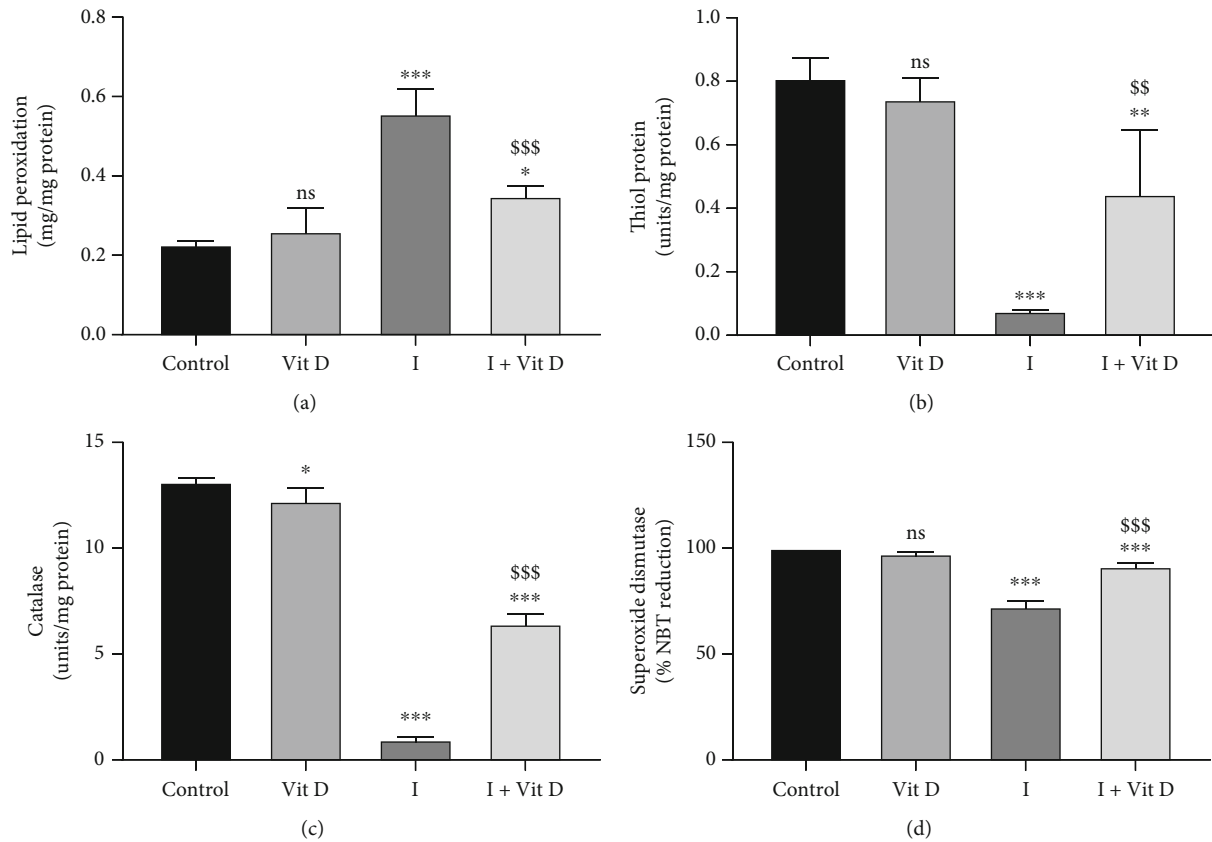 Lipid peroxidation
(mg/mg protein)
0.8
0.6
0.4
0.2
0.0
ns
***
$$$
*
Control Vit D I I + Vit D
(a)
Thiol protein
(units/mg protein)
1.0
0.8
0.6
0.4
0.2
0.0
ns
***
$$
**
Control Vit D I I + Vit D
(b)
Catalase
(units/mg protein)
15
10
5
0
*
***
$$$
***
Control Vit D I I + Vit D
(c)
Superoxide dismutase
(% NBT reduction)
150
100
50
0
ns
***
$$$
***
Control Vit D I I + Vit D
(d)